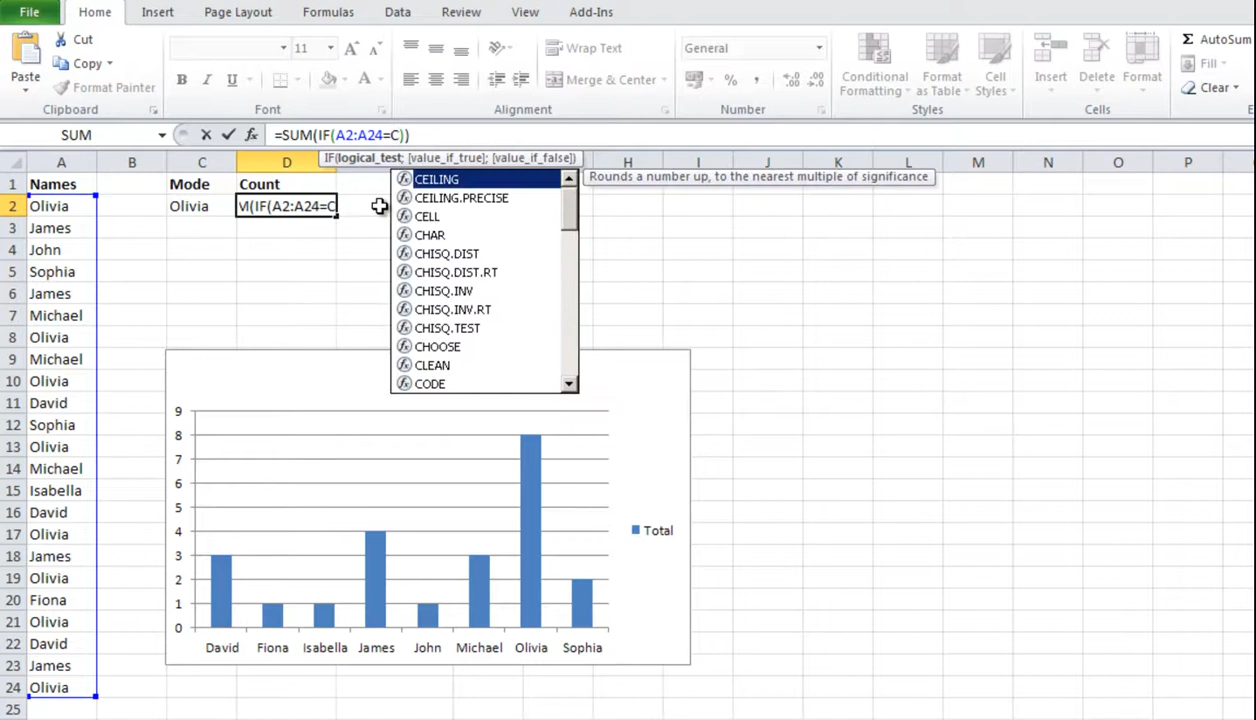 File Home Insert Page Layout Formulas Data Review View Add-Ins
Cut
Copy
Format Painter
Paste
11 A A
B I U A
Wrap Text
Merge & Center
General
% ,
Conditional Formatting
Format as Table
Cell Styles
Insert Delete Format
Σ AutoSum
Fill
Clear
Clipboard Font Alignment Number Styles Cells E
SUM fx =SUM(IF(A2:A24=C))
IF(logical_test; [value_if_true]; [value_if_false])
A B C D H I J K L M N O P
1 Names Mode Count
2 Olivia Olivia M(IF(A2:A24=C
3 James
4 John
5 Sophia
6 James
7 Michael
8 Olivia
9 Michael
10 Olivia
11 David
12 Sophia
13 Olivia
14 Michael
15 Isabella
16 David
17 Olivia
18 James
19 Olivia
20 Fiona
21 Olivia
22 David
23 James
24 Olivia
25
CEILING
Rounds a number up, to the nearest multiple of significance
CEILING.PRECISE
CELL
CHAR
CHISQ.DIST
CHISQ.DIST.RT
CHISQ.INV
CHISQ.INV.RT
CHISQ.TEST
CHOOSE
CLEAN
CODE
9
8
7
6
5
4
3
2
1
0
David Fiona Isabella James John Michael Olivia Sophia
Total